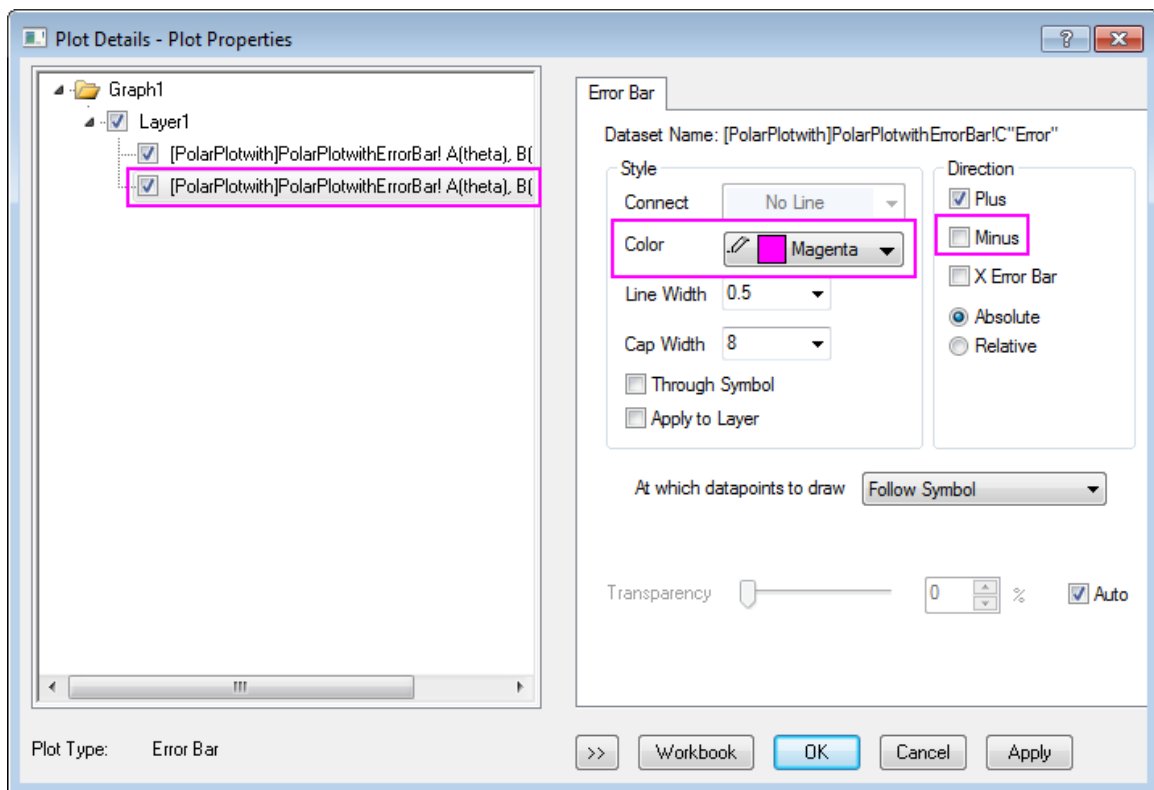 Plot Details - Plot Properties
Graph1
Layer1
[PolarPlotwith]PolarPlotwithErrorBar! A(theta), B(
[PolarPlotwith]PolarPlotwithErrorBar! A(theta), B(
Error Bar
Dataset Name: [PolarPlotwith]PolarPlotwithErrorBar!C"Error"
Style
Connect No Line
Color Magenta
Line Width 0.5
Cap Width 8
Through Symbol
Apply to Layer
Direction
Plus
Minus
X Error Bar
Absolute
Relative
At which datapoints to draw Follow Symbol
Transparency 0 % Auto
Plot Type: Error Bar
>> Workbook OK Cancel Apply